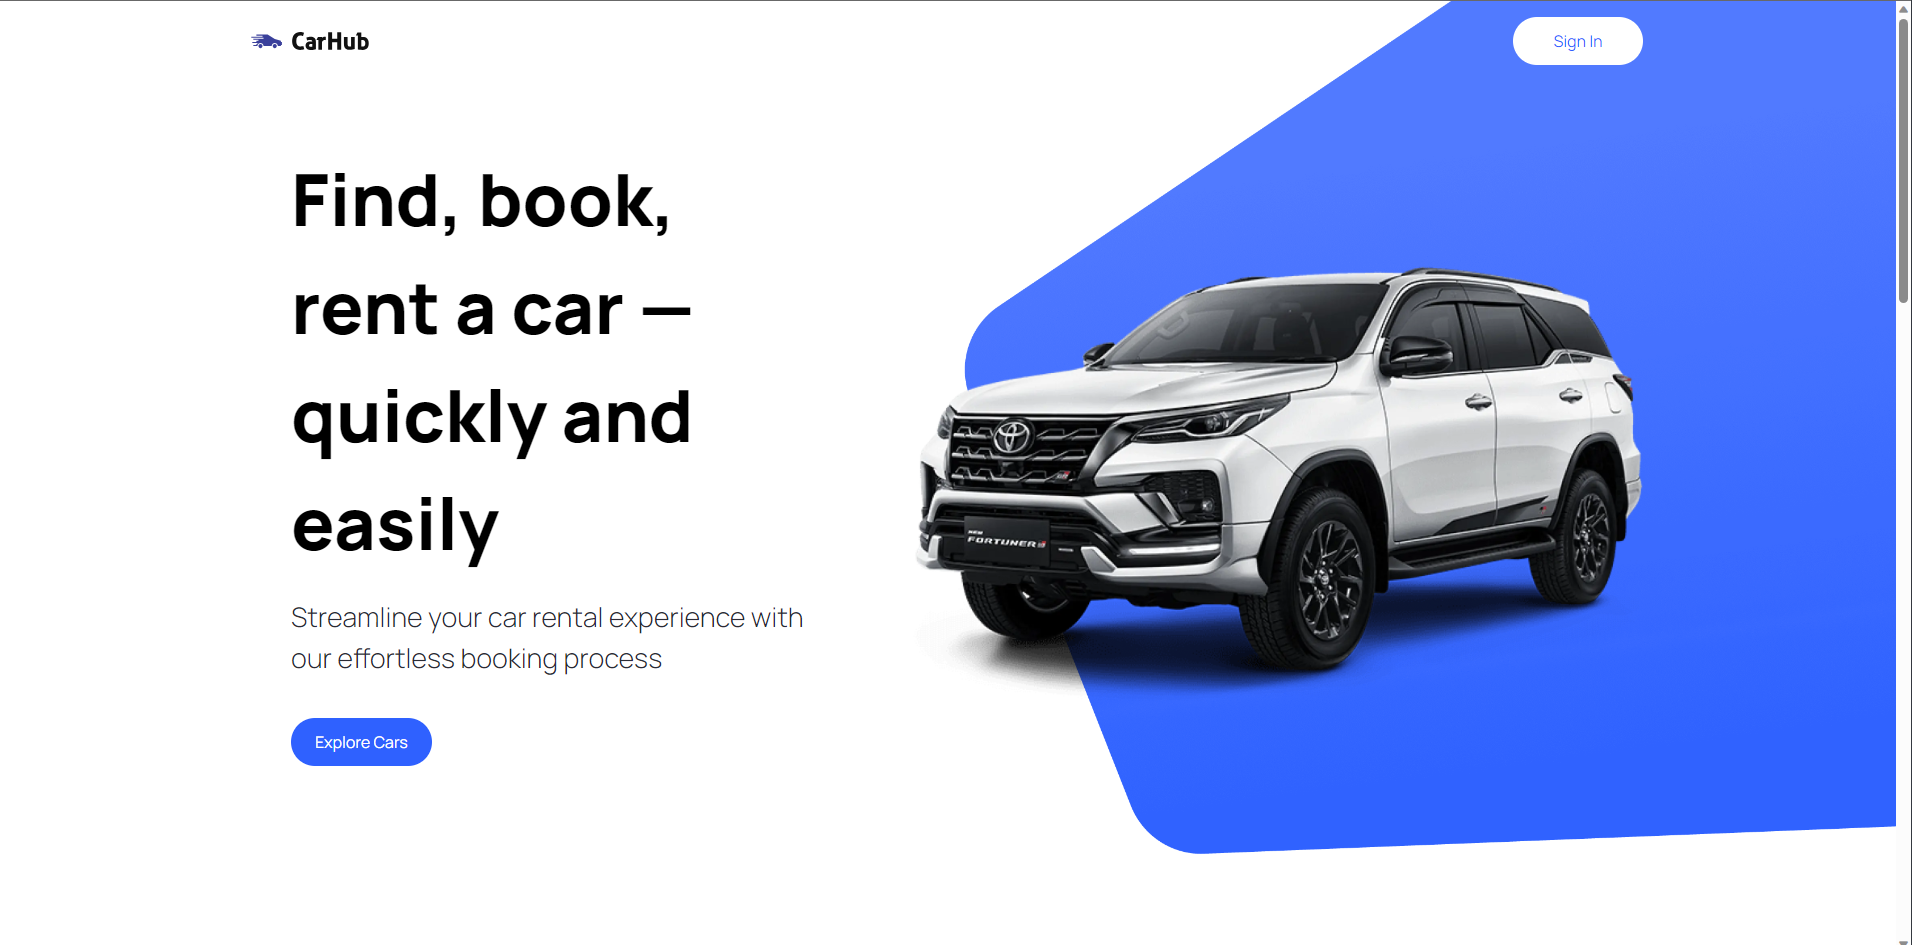 CarHub
Sign In
Find, book,
rent a car —
quickly and
easily
Streamline your car rental experience with
our effortless booking process
Explore Cars
NEW
FORTUNER